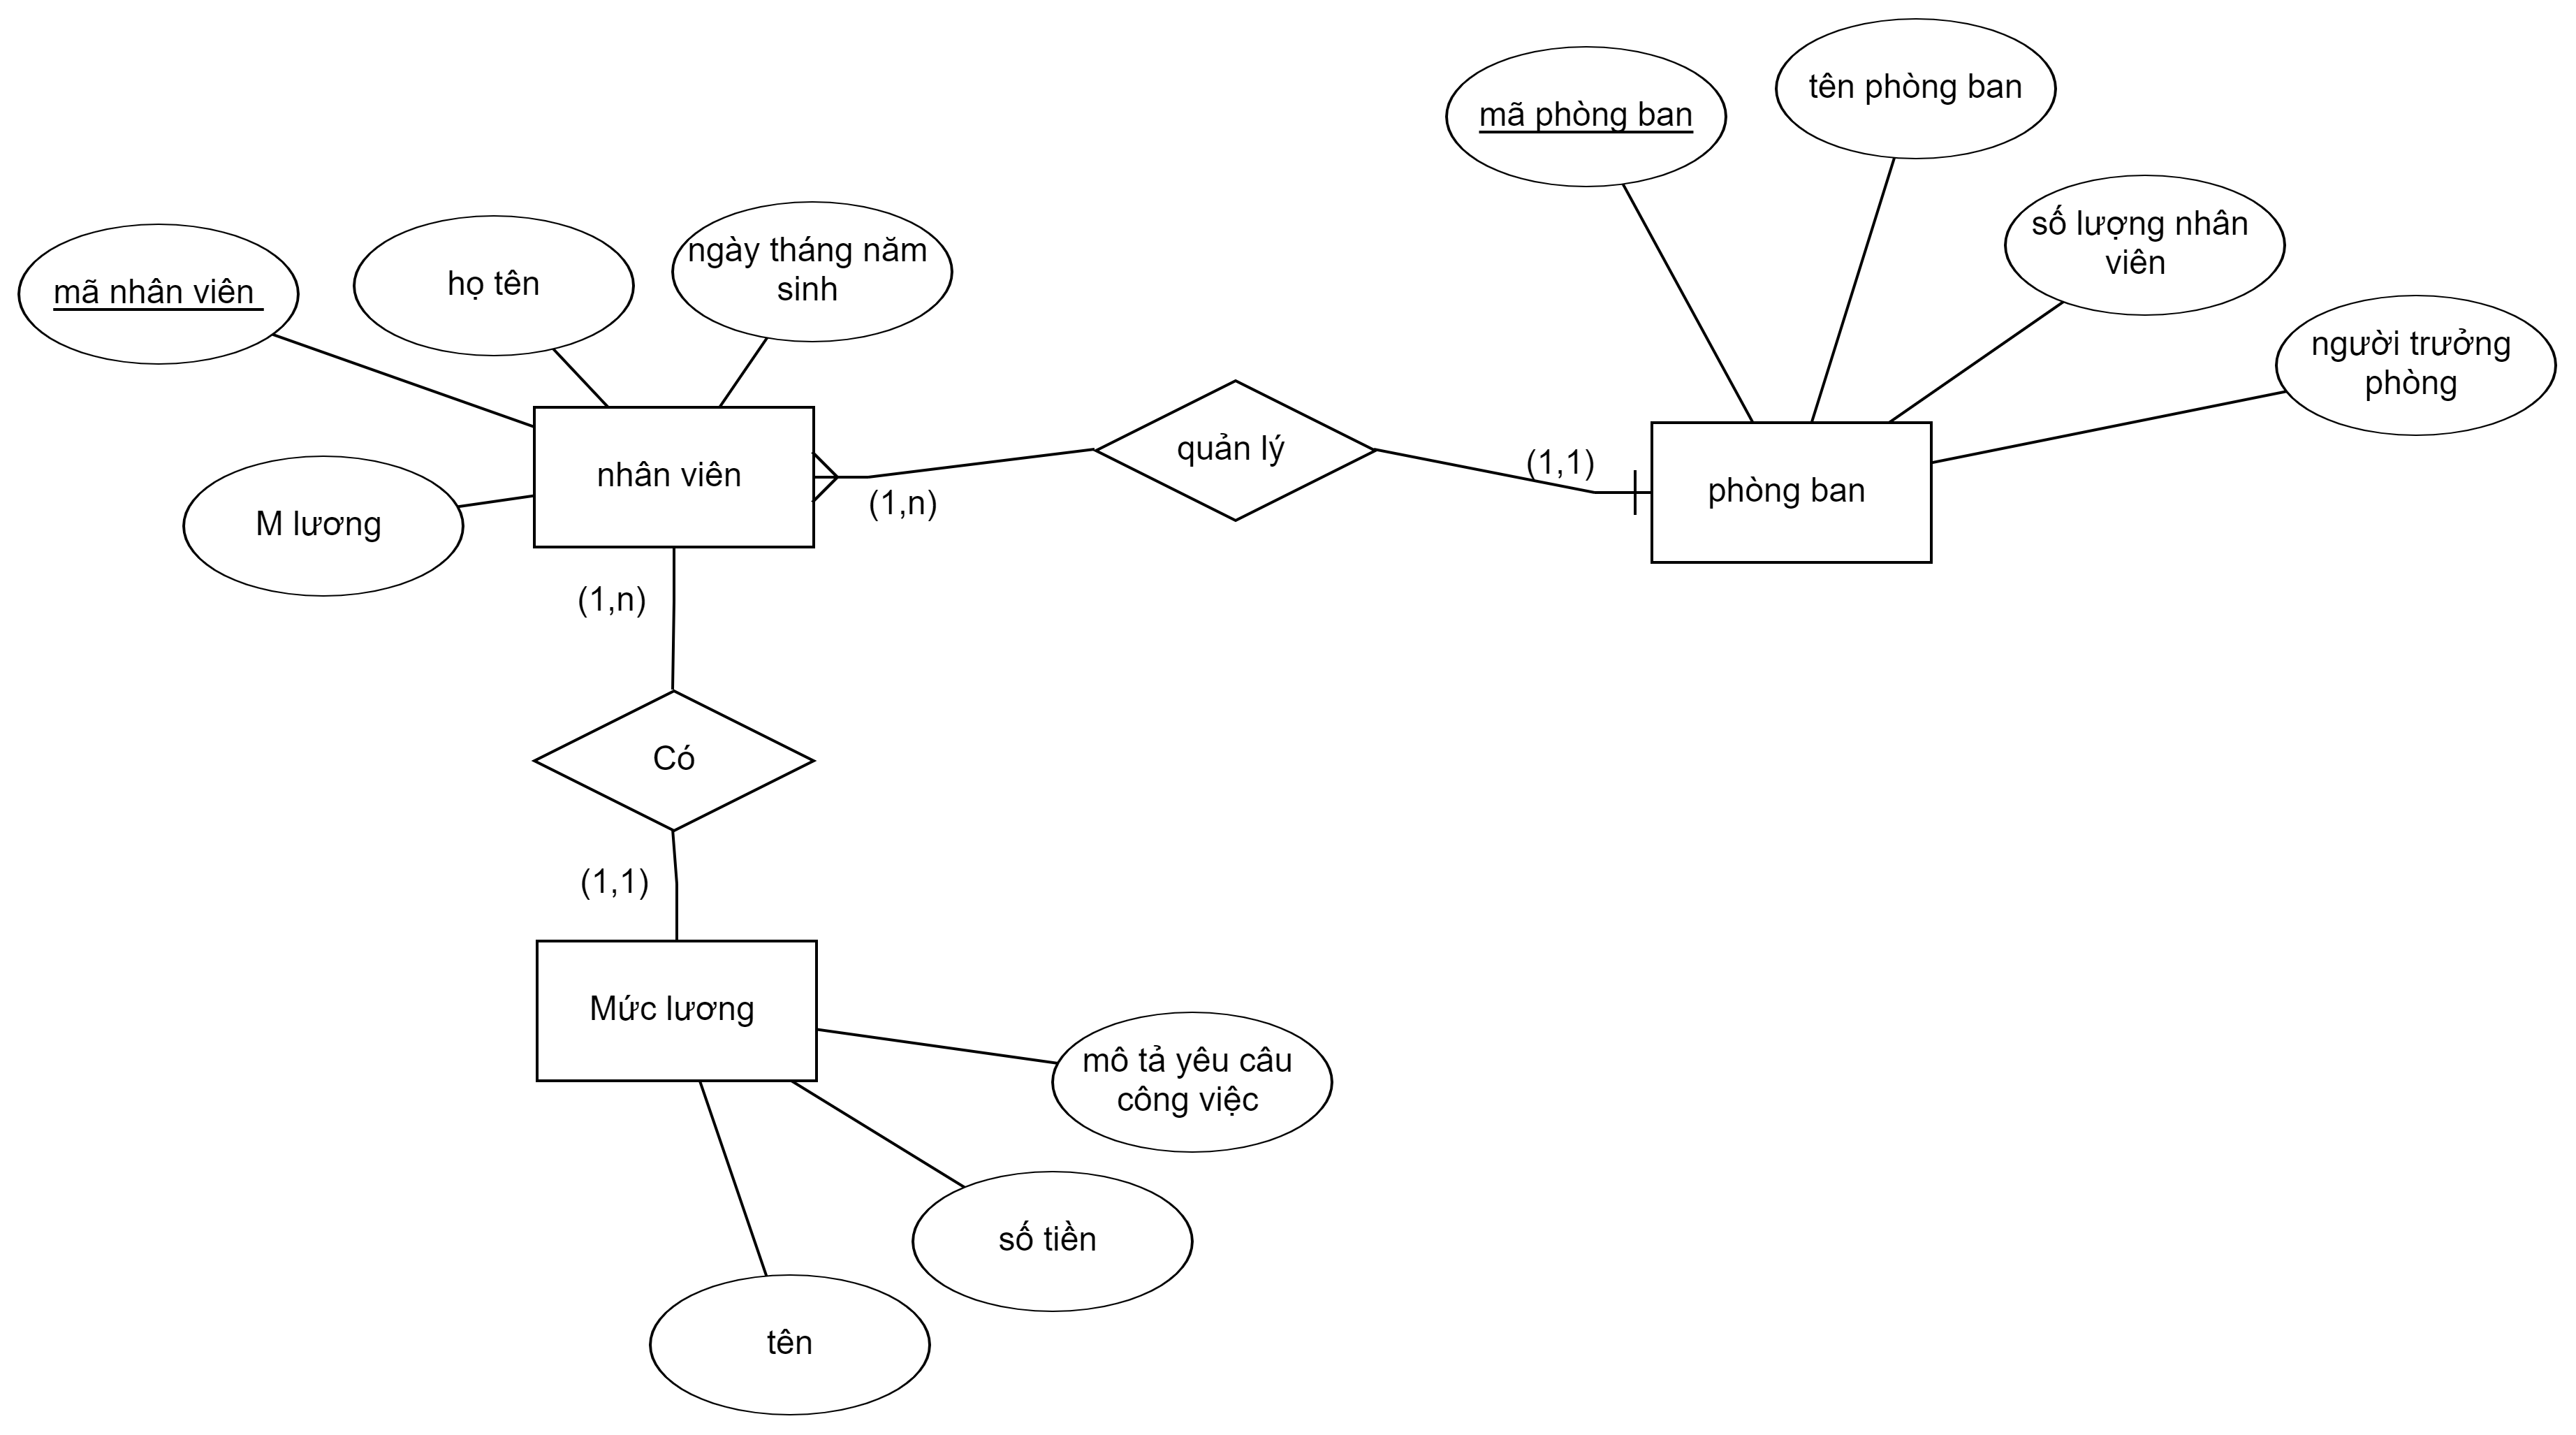 mã phòng ban
tên phòng ban
số lượng nhân
viên
người trưởng
phòng
mã nhân viên
họ tên
ngày tháng năm
sinh
M lương
nhân viên
(1,n)
quản lý
(1,1)
phòng ban
(1,n)
Có
(1,1)
Mức lương
mô tả yêu câu
công việc
số tiền
tên